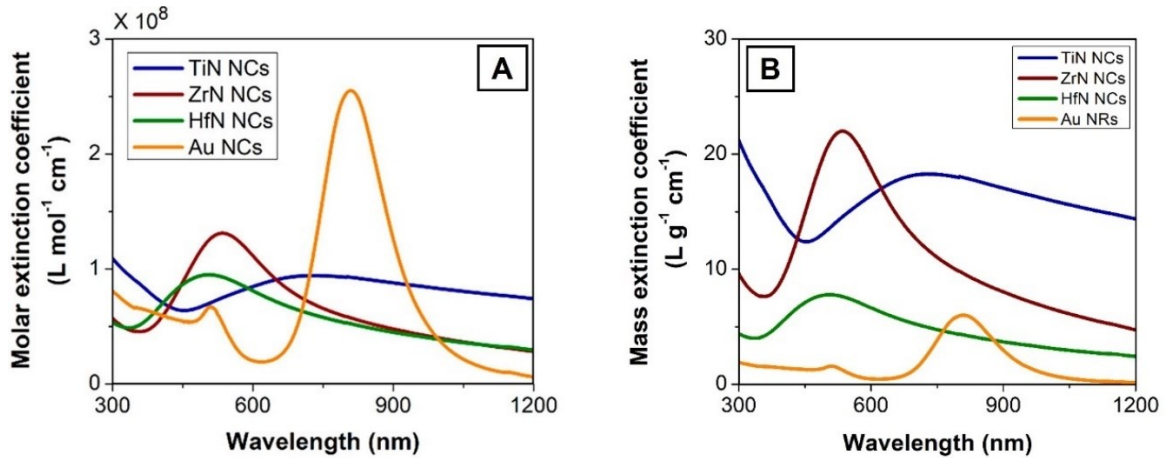 X 10⁸
3
2
1
0
300
600
900
1200
Molar extinction coefficient
(L mol⁻¹ cm⁻¹)
Wavelength (nm)
TiN NCs
ZrN NCs
HfN NCs
Au NCs
A
30
20
10
0
300
600
900
1200
Mass extinction coefficient
(L g⁻¹ cm⁻¹)
Wavelength (nm)
B
TiN NCs
ZrN NCs
HfN NCs
Au NRs